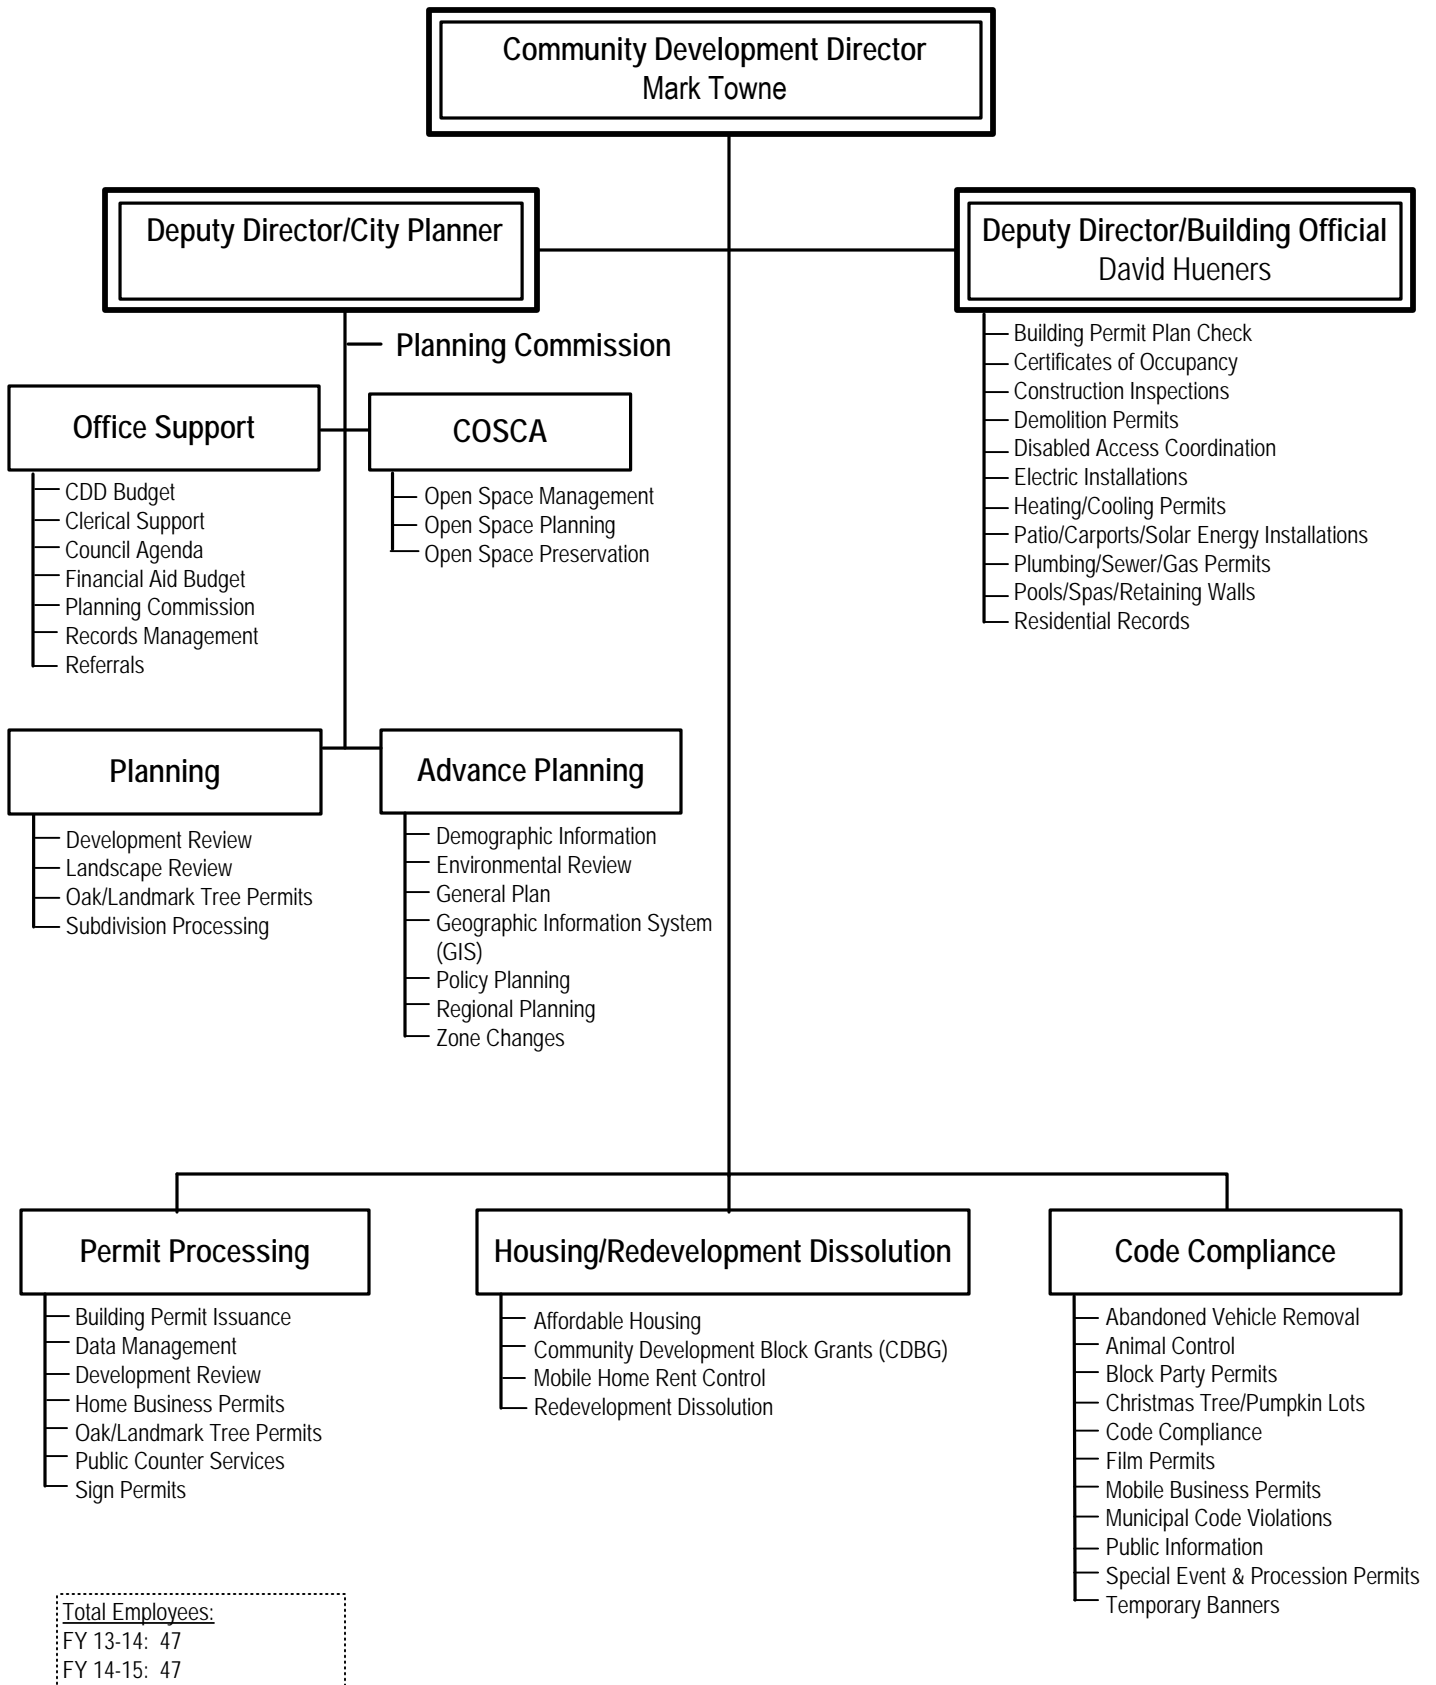 Community Development Director
Mark Towne
Deputy Director/City Planner
Deputy Director/Building Official
David Hueners
Building Permit Plan Check
Certificates of Occupancy
Construction Inspections
Demolition Permits
Disabled Access Coordination
Electric Installations
Heating/Cooling Permits
Patio/Carports/Solar Energy Installations
Plumbing/Sewer/Gas Permits
Pools/Spas/Retaining Walls
Residential Records
Planning Commission
Office Support
CDD Budget
Clerical Support
Council Agenda
Financial Aid Budget
Planning Commission
Records Management
Referrals
COSCA
Open Space Management
Open Space Planning
Open Space Preservation
Planning
Development Review
Landscape Review
Oak/Landmark Tree Permits
Subdivision Processing
Advance Planning
Demographic Information
Environmental Review
General Plan
Geographic Information System
(GIS)
Policy Planning
Regional Planning
Zone Changes
Permit Processing
Building Permit Issuance
Data Management
Development Review
Home Business Permits
Oak/Landmark Tree Permits
Public Counter Services
Sign Permits
Housing/Redevelopment Dissolution
Affordable Housing
Community Development Block Grants (CDBG)
Mobile Home Rent Control
Redevelopment Dissolution
Code Compliance
Abandoned Vehicle Removal
Animal Control
Block Party Permits
Christmas Tree/Pumpkin Lots
Code Compliance
Film Permits
Mobile Business Permits
Municipal Code Violations
Public Information
Special Event & Procession Permits
Temporary Banners
Total Employees:
FY 13-14: 47
FY 14-15: 47